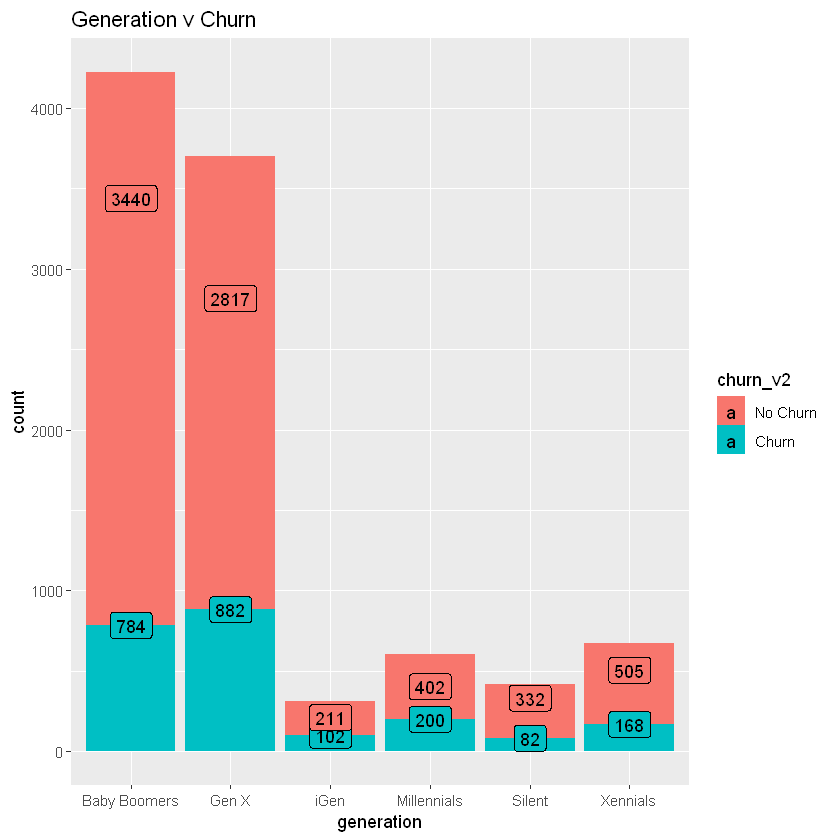 Generation v Churn
4000
3000
2000
1000
0
count
3440
2817
784
882
211
102
402
200
332
82
505
168
Baby Boomers Gen X iGen Millennials Silent Xennials
generation
churn_v2
a No Churn
a Churn